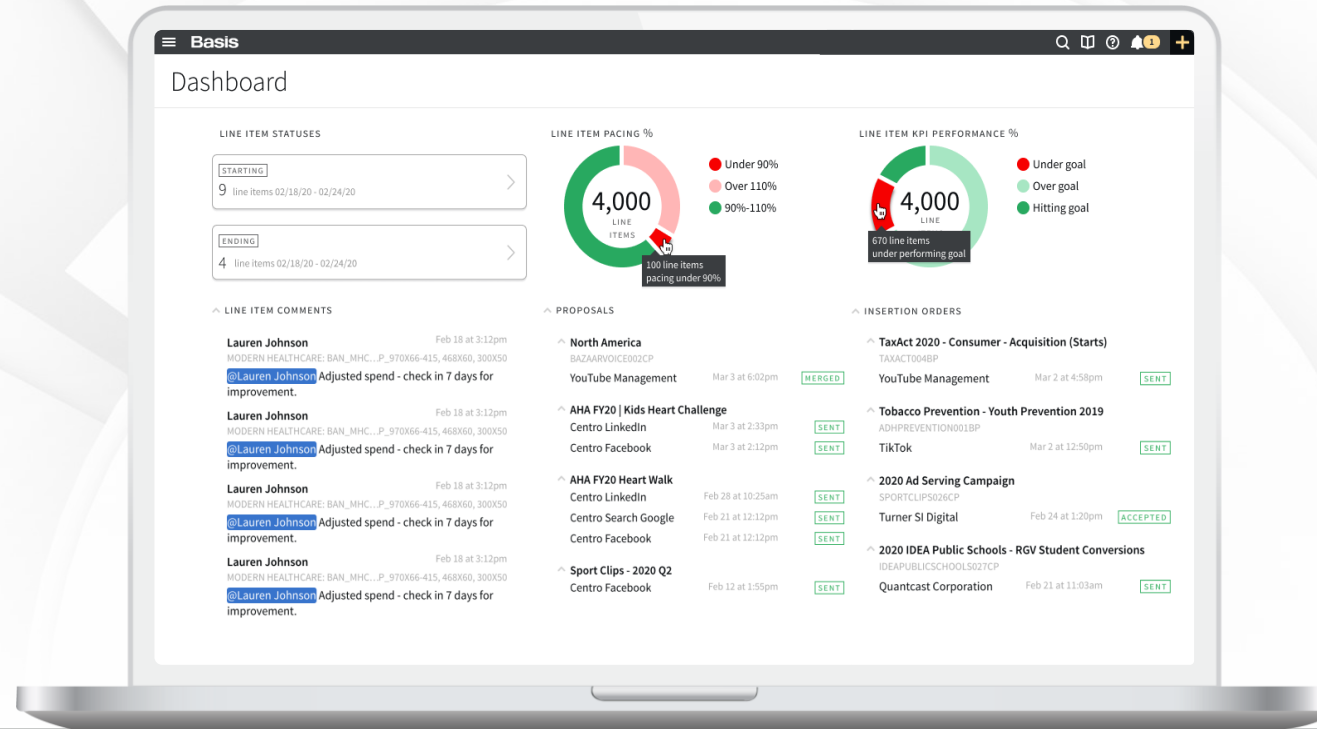 Basis
1
Dashboard
LINE ITEM STATUSES
STARTING
9 line items 02/18/20 - 02/24/20
ENDING
4 line items 02/18/20 - 02/24/20
LINE ITEM PACING %
4,000
LINE
ITEMS
Under 90%
Over 110%
90%-110%
100 line items
pacing under 90%
LINE ITEM KPI PERFORMANCE %
4,000
LINE
Under goal
Over goal
Hitting goal
670 line items
under performing goal
LINE ITEM COMMENTS
Lauren Johnson Feb 18 at 3:12pm
MODERN HEALTHCARE: BAN_MHC...P_970X66-415, 468X60, 300X50
@Lauren Johnson Adjusted spend - check in 7 days for
improvement.
Lauren Johnson Feb 18 at 3:12pm
MODERN HEALTHCARE: BAN_MHC...P_970X66-415, 468X60, 300X50
@Lauren Johnson Adjusted spend - check in 7 days for
improvement.
Lauren Johnson Feb 18 at 3:12pm
MODERN HEALTHCARE: BAN_MHC...P_970X66-415, 468X60, 300X50
@Lauren Johnson Adjusted spend - check in 7 days for
improvement.
Lauren Johnson Feb 18 at 3:12pm
MODERN HEALTHCARE: BAN_MHC...P_970X66-415, 468X60, 300X50
@Lauren Johnson Adjusted spend - check in 7 days for
improvement.
PROPOSALS
North America
BAZAARVOICE002CP
YouTube Management Mar 3 at 6:02pm MERGED
AHA FY20 | Kids Heart Challenge
Centro LinkedIn Mar 3 at 2:33pm SENT
Centro Facebook Mar 3 at 2:12pm SENT
AHA FY20 Heart Walk
Centro LinkedIn Feb 28 at 10:25am SENT
Centro Search Google Feb 21 at 12:12pm SENT
Centro Facebook Feb 21 at 12:12pm SENT
Sport Clips - 2020 Q2
Centro Facebook Feb 12 at 1:55pm SENT
INSERTION ORDERS
TaxAct 2020 - Consumer - Acquisition (Starts)
TAXACT004BP
YouTube Management Mar 2 at 4:58pm SENT
Tobacco Prevention - Youth Prevention 2019
ADHPREVENTION001BP
TikTok Mar 2 at 12:50pm SENT
2020 Ad Serving Campaign
SPORTCLIPS026CP
Turner SI Digital Feb 24 at 1:20pm ACCEPTED
2020 IDEA Public Schools - RGV Student Conversions
IDEAPUBLICSCHOOLS027CP
Quantcast Corporation Feb 21 at 11:03am SENT